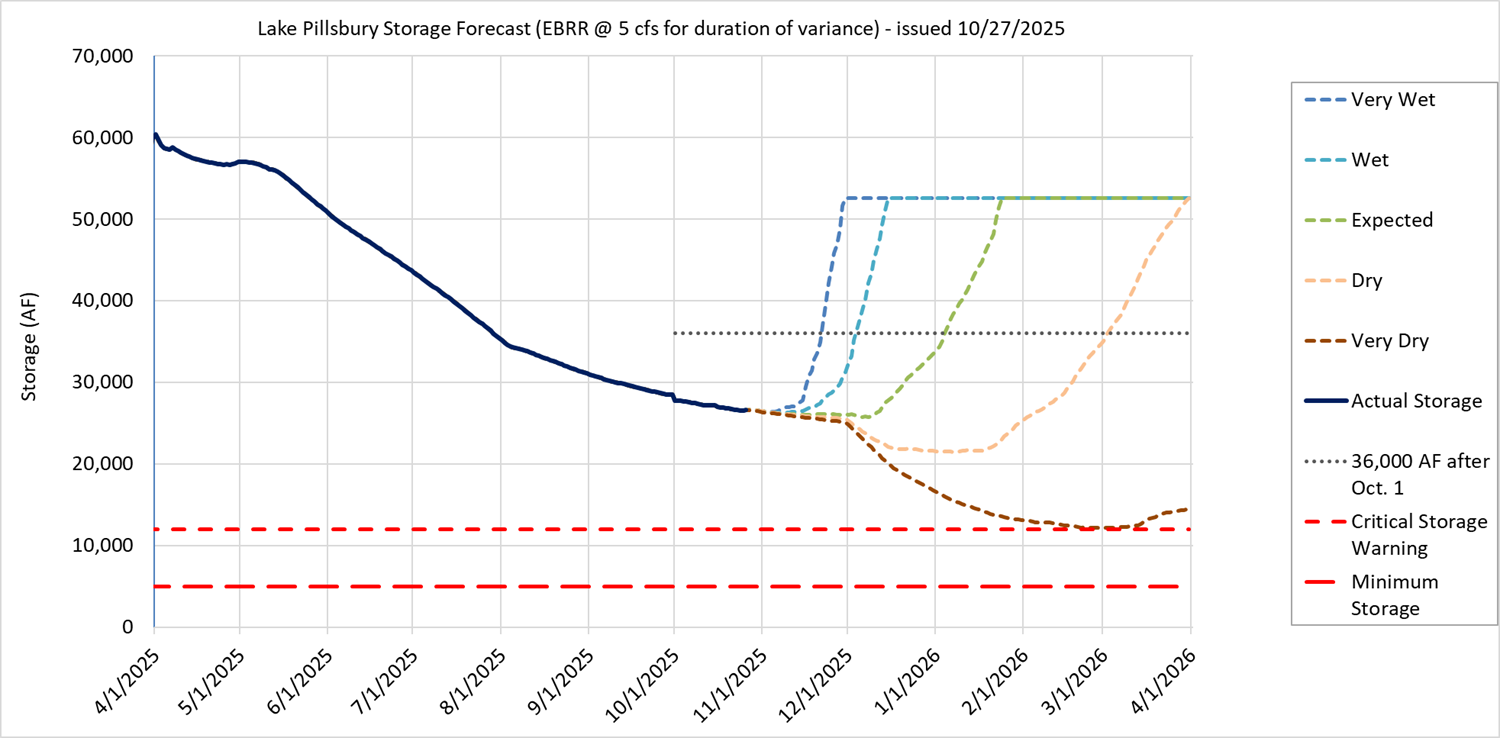 Lake Pillsbury Storage Forecast (EBRR @ 5 cfs for duration of variance) - issued 10/27/2025
70,000
60,000
50,000
40,000
30,000
20,000
10,000
0
Storage (AF)
4/1/2025
5/1/2025
6/1/2025
7/1/2025
8/1/2025
9/1/2025
10/1/2025
11/1/2025
12/1/2025
1/1/2026
2/1/2026
3/1/2026
4/1/2026
Very Wet
Wet
Expected
Dry
Very Dry
Actual Storage
36,000 AF after
Oct. 1
Critical Storage
Warning
Minimum
Storage